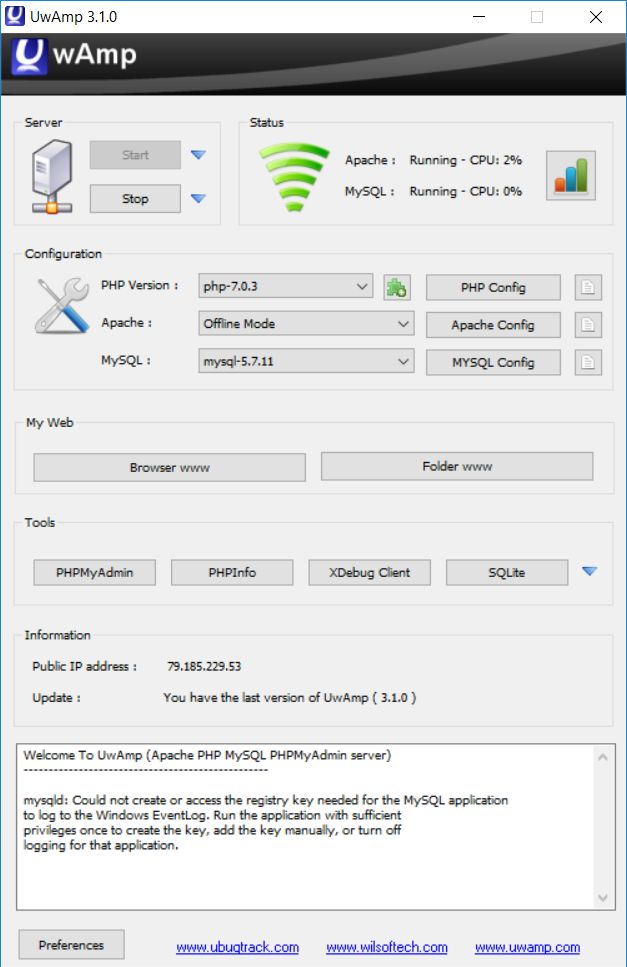 UwAmp 3.1.0
UwAmp
Server
Start
Stop
Status
Apache : Running - CPU: 2%
MySQL : Running - CPU: 0%
Configuration
PHP Version : php-7.0.3 PHP Config
Apache : Offline Mode Apache Config
MySQL : mysql-5.7.11 MYSQL Config
My Web
Browser www Folder www
Tools
PHPMyAdmin PHPInfo XDebug Client SQLite
Information
Public IP address : 79.185.229.53
Update : You have the last version of UwAmp ( 3.1.0 )
Welcome To UwAmp (Apache PHP MySQL PHPMyAdmin server)
-------------------------------------------------
mysqld: Could not create or access the registry key needed for the MySQL application
to log to the Windows EventLog. Run the application with sufficient
privileges once to create the key, add the key manually, or turn off
logging for that application.
Preferences www.ubugtrack.com www.wilsoftech.com www.uwamp.com